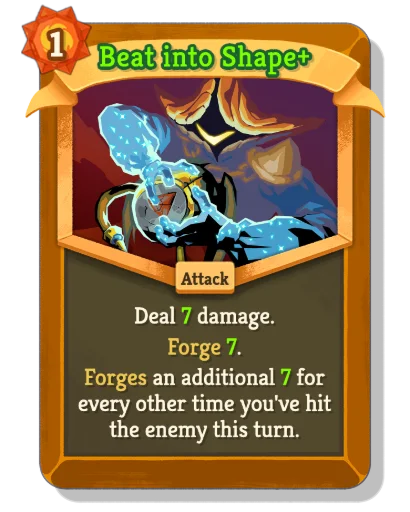 1
Beat into Shape+
Attack
Deal 7 damage.
Forge 7.
Forges an additional 7 for
every other time you've hit
the enemy this turn.